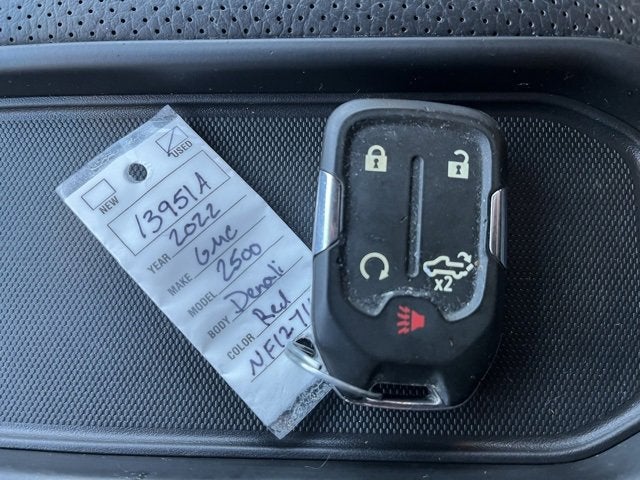 NEW
USED
13951A
YEAR 2022
MAKE GMC
MODEL 2500
BODY Denali
COLOR Red
x2